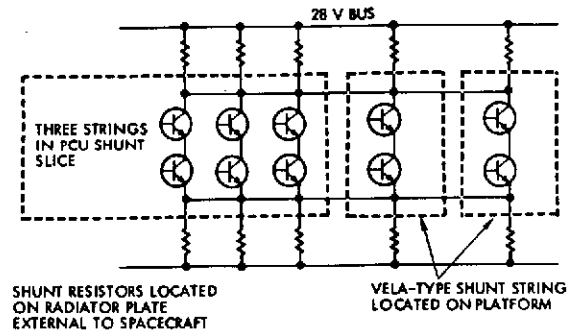 28 V BUS
THREE STRINGS
IN PCU SHUNT
SLICE
SHUNT RESISTORS LOCATED
ON RADIATOR PLATE
EXTERNAL TO SPACECRAFT
VELA-TYPE SHUNT STRING
LOCATED ON PLATFORM